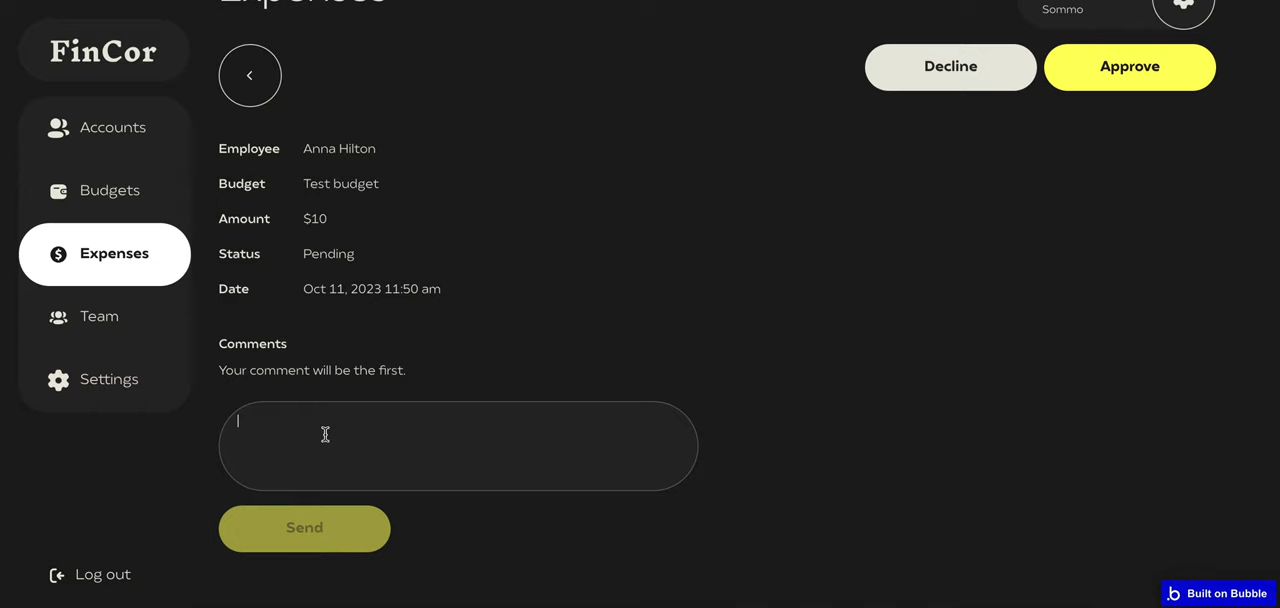 Expenses
Sommo
FinCor
Decline
Approve
Accounts
Budgets
Expenses
Team
Settings
Log out
Employee Anna Hilton
Budget Test budget
Amount $10
Status Pending
Date Oct 11, 2023 11:50 am
Comments
Your comment will be the first.
Send
Built on Bubble